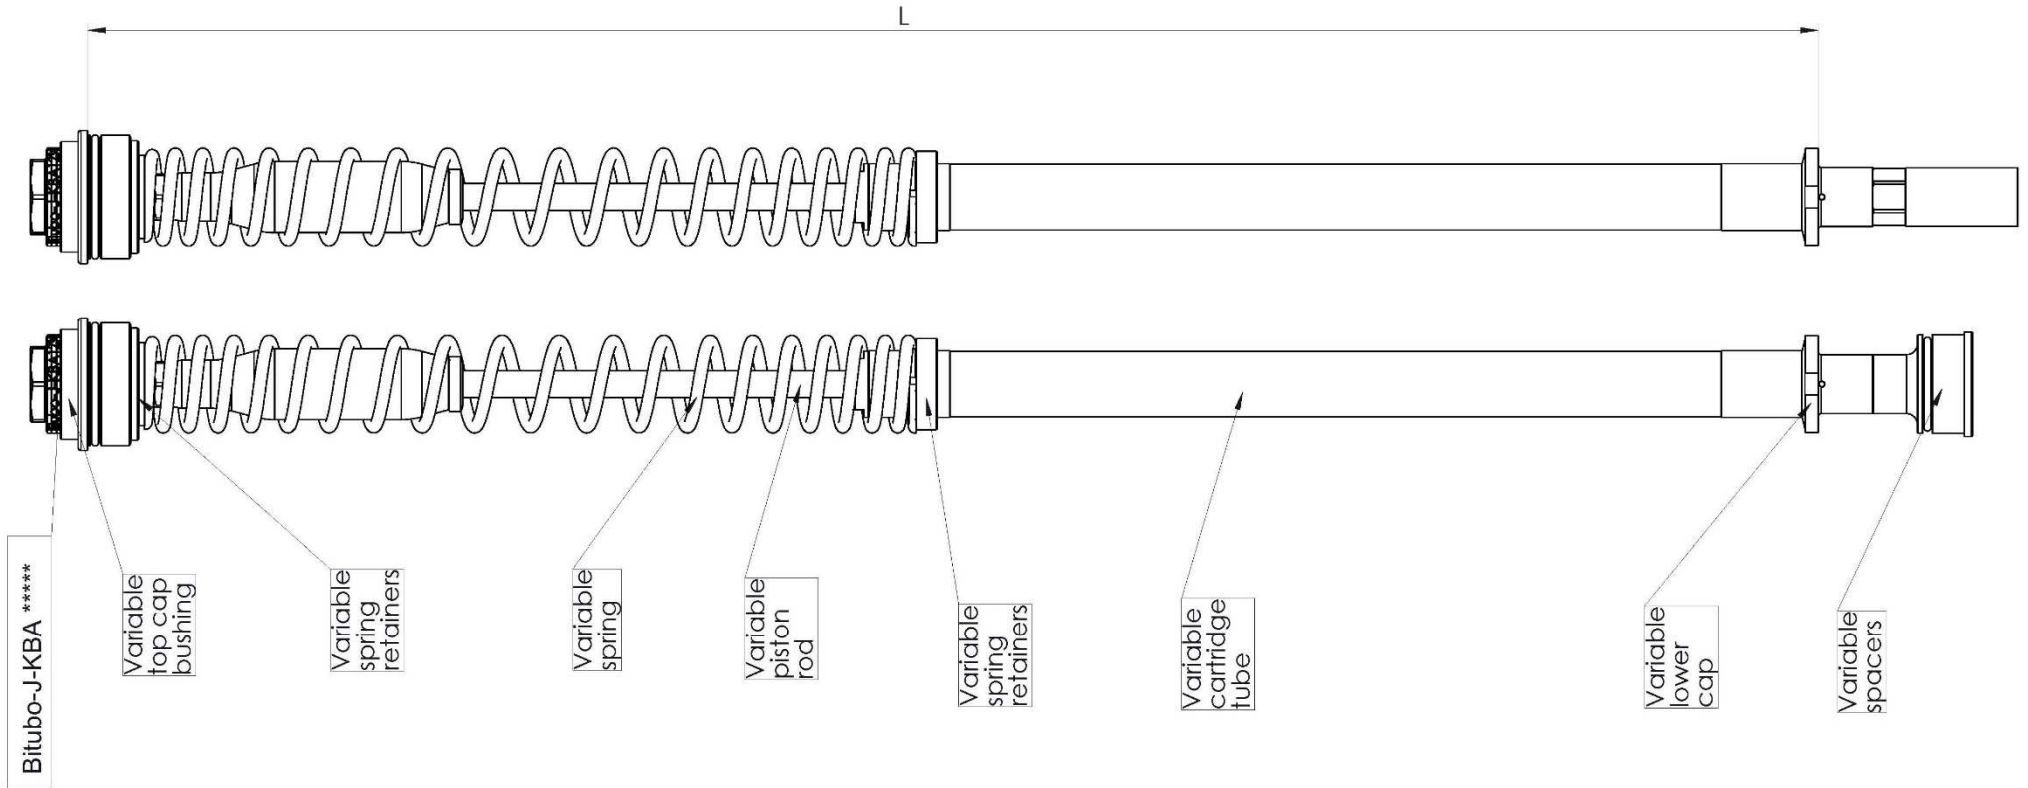 L
Bitubo-J-KBA *****
Variable
top cap
bushing
Variable
spring
retainers
Variable
spring
Variable
piston
rod
Variable
spring
retainers
Variable
cartridge
tube
Variable
lower
cap
Variable
spacers